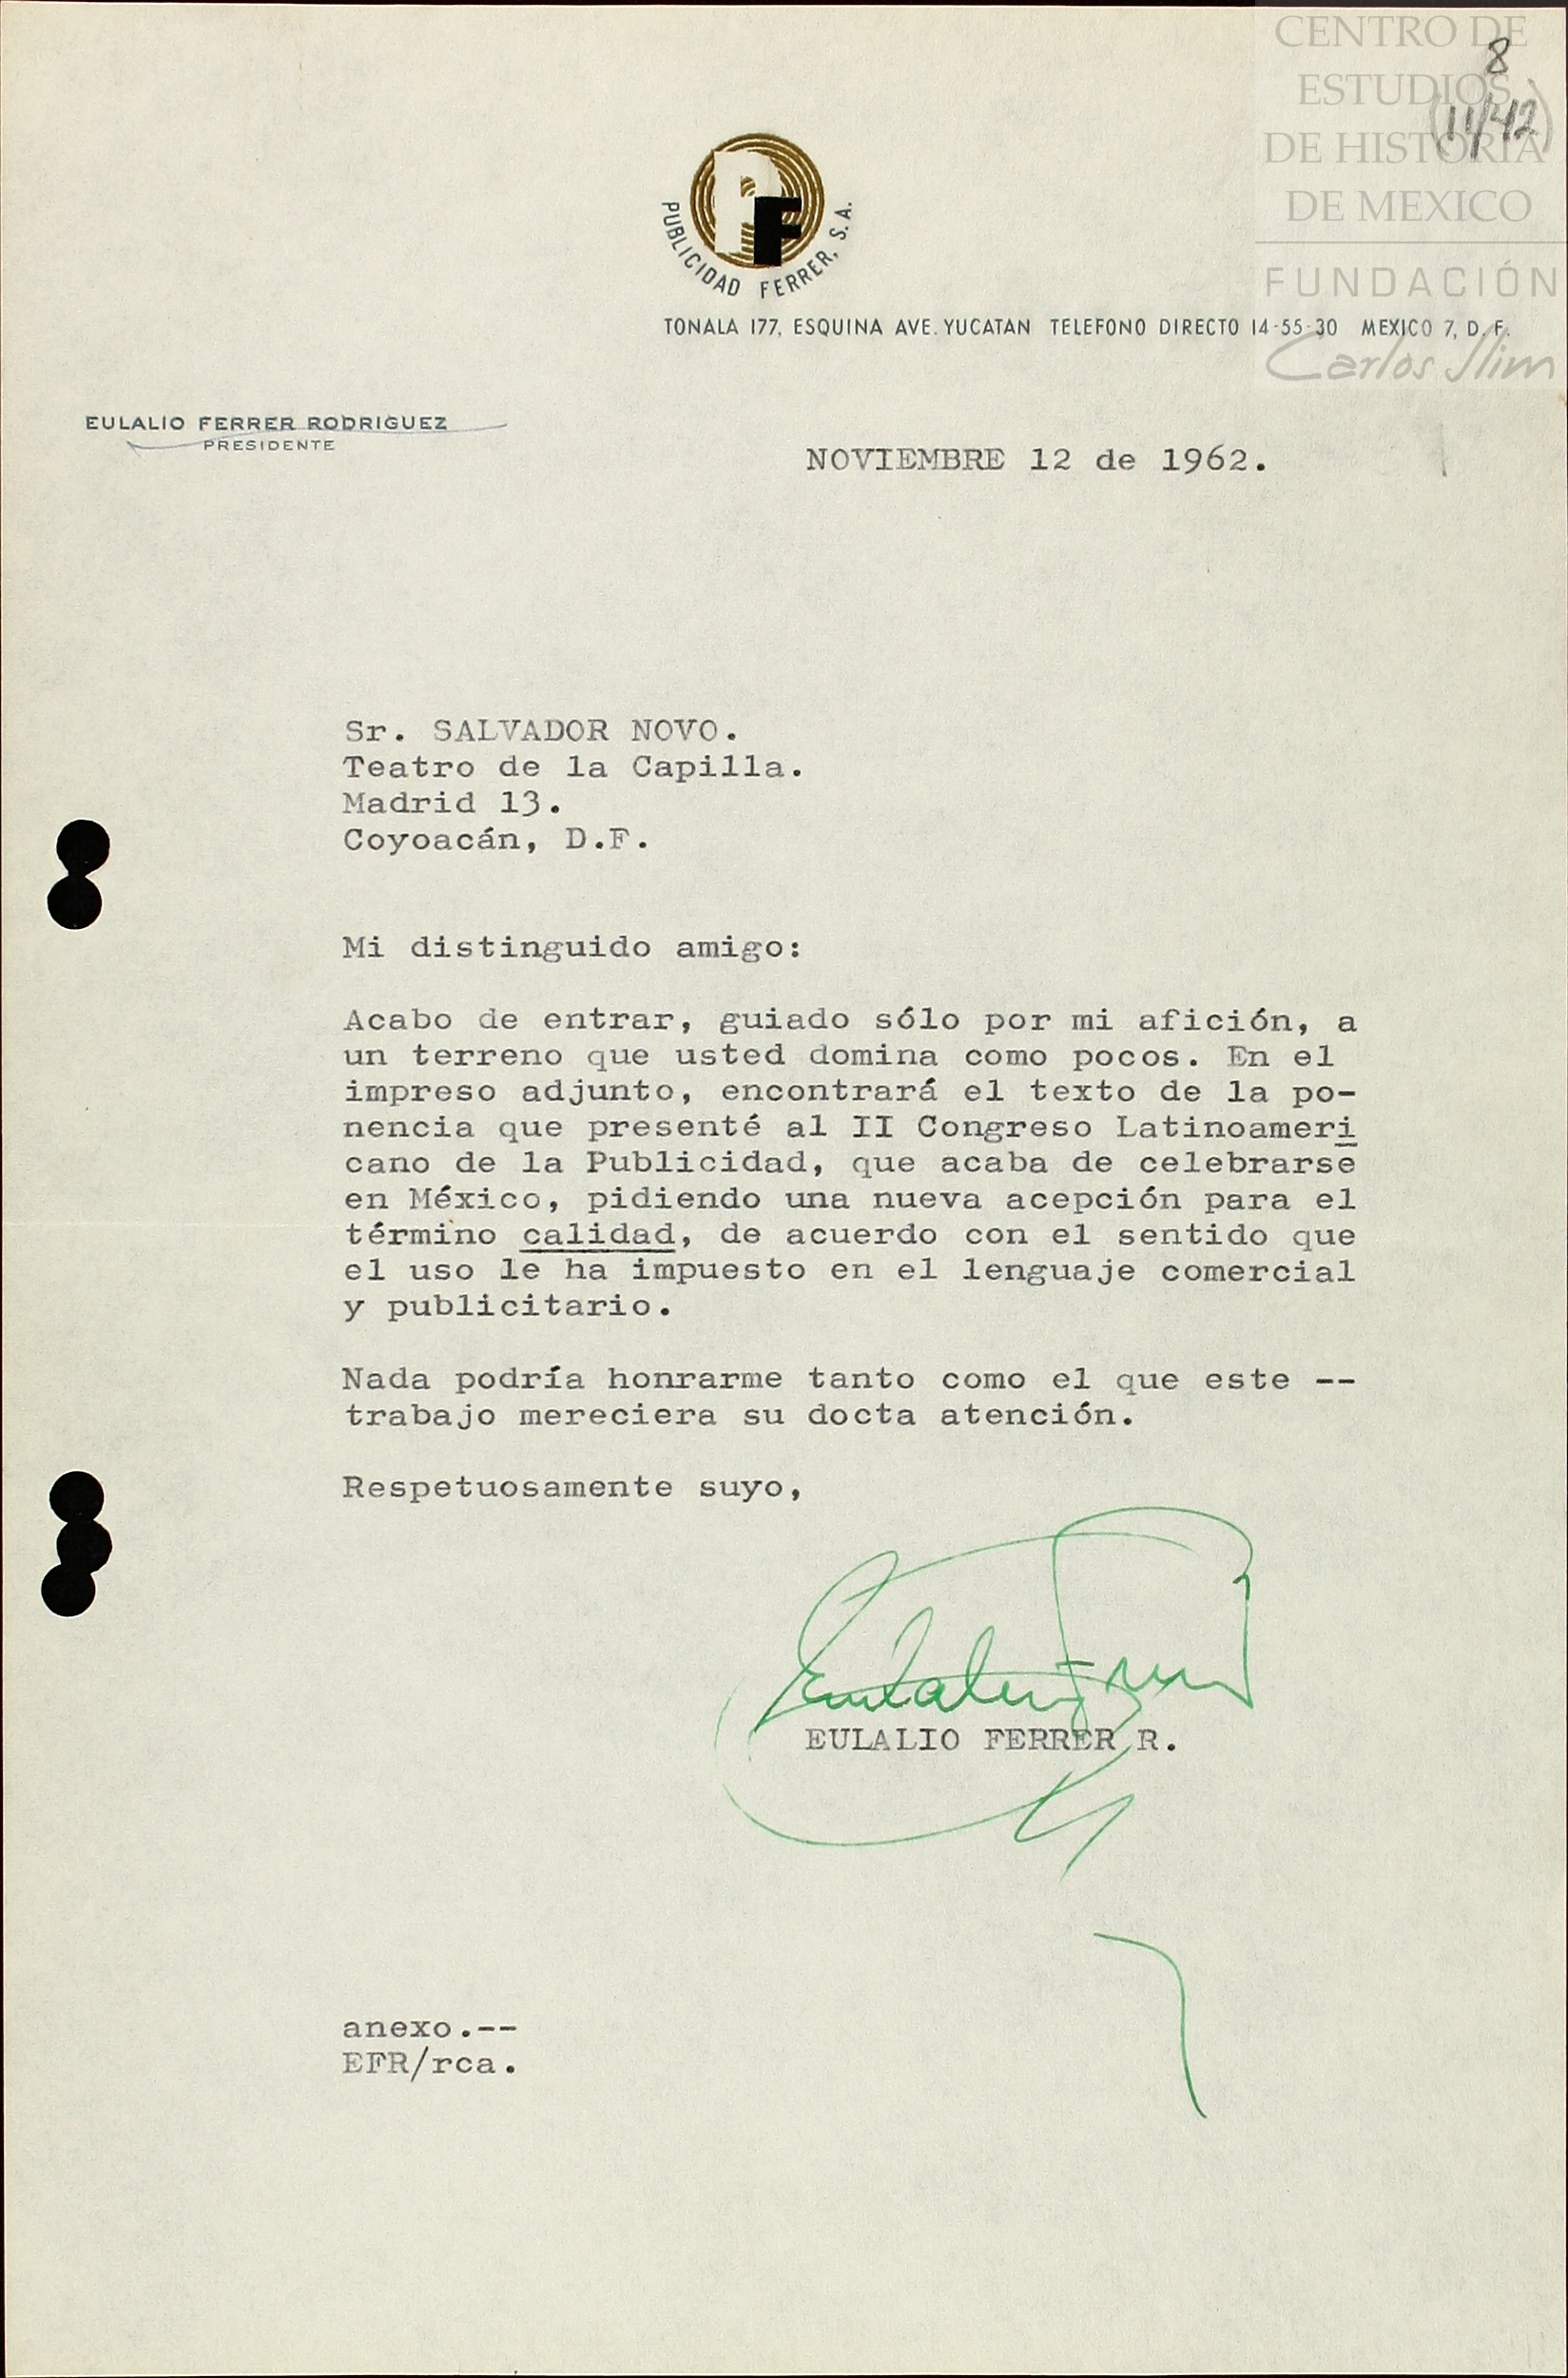 CENTRO DE
ESTUDIOS
DE HISTORIA
DE MEXICO
FUNDACIÓN
Carlos Slim
8
(11/42)
PF
PUBLICIDAD FERRER, S.A.
TONALA 177, ESQUINA AVE. YUCATAN TELEFONO DIRECTO 14-55-30 MEXICO 7, D. F.
EULALIO FERRER RODRIGUEZ
PRESIDENTE
NOVIEMBRE 12 de 1962.
Sr. SALVADOR NOVO.
Teatro de la Capilla.
Madrid 13.
Coyoacán, D.F.
Mi distinguido amigo:
Acabo de entrar, guiado sólo por mi afición, a
un terreno que usted domina como pocos. En el
impreso adjunto, encontrará el texto de la po-
nencia que presenté al II Congreso Latinoameri
cano de la Publicidad, que acaba de celebrarse
en México, pidiendo una nueva acepción para el
término calidad, de acuerdo con el sentido que
el uso le ha impuesto en el lenguaje comercial
y publicitario.
Nada podría honrarme tanto como el que este --
trabajo mereciera su docta atención.
Respetuosamente suyo,
Eulalio Ferrer
EULALIO FERRER R.
anexo.--
EFR/rca.